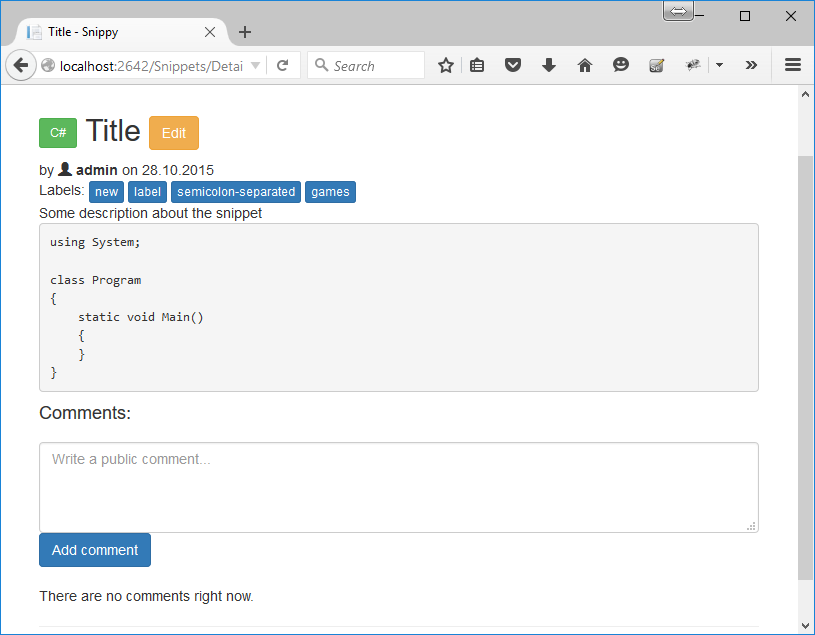 Title - Snippy
localhost:2642/Snippets/Detai
Search
C# Title Edit
by admin on 28.10.2015
Labels: new label semicolon-separated games
Some description about the snippet
using System;
class Program
{
    static void Main()
    {
    }
}
Comments:
Write a public comment...
Add comment
There are no comments right now.